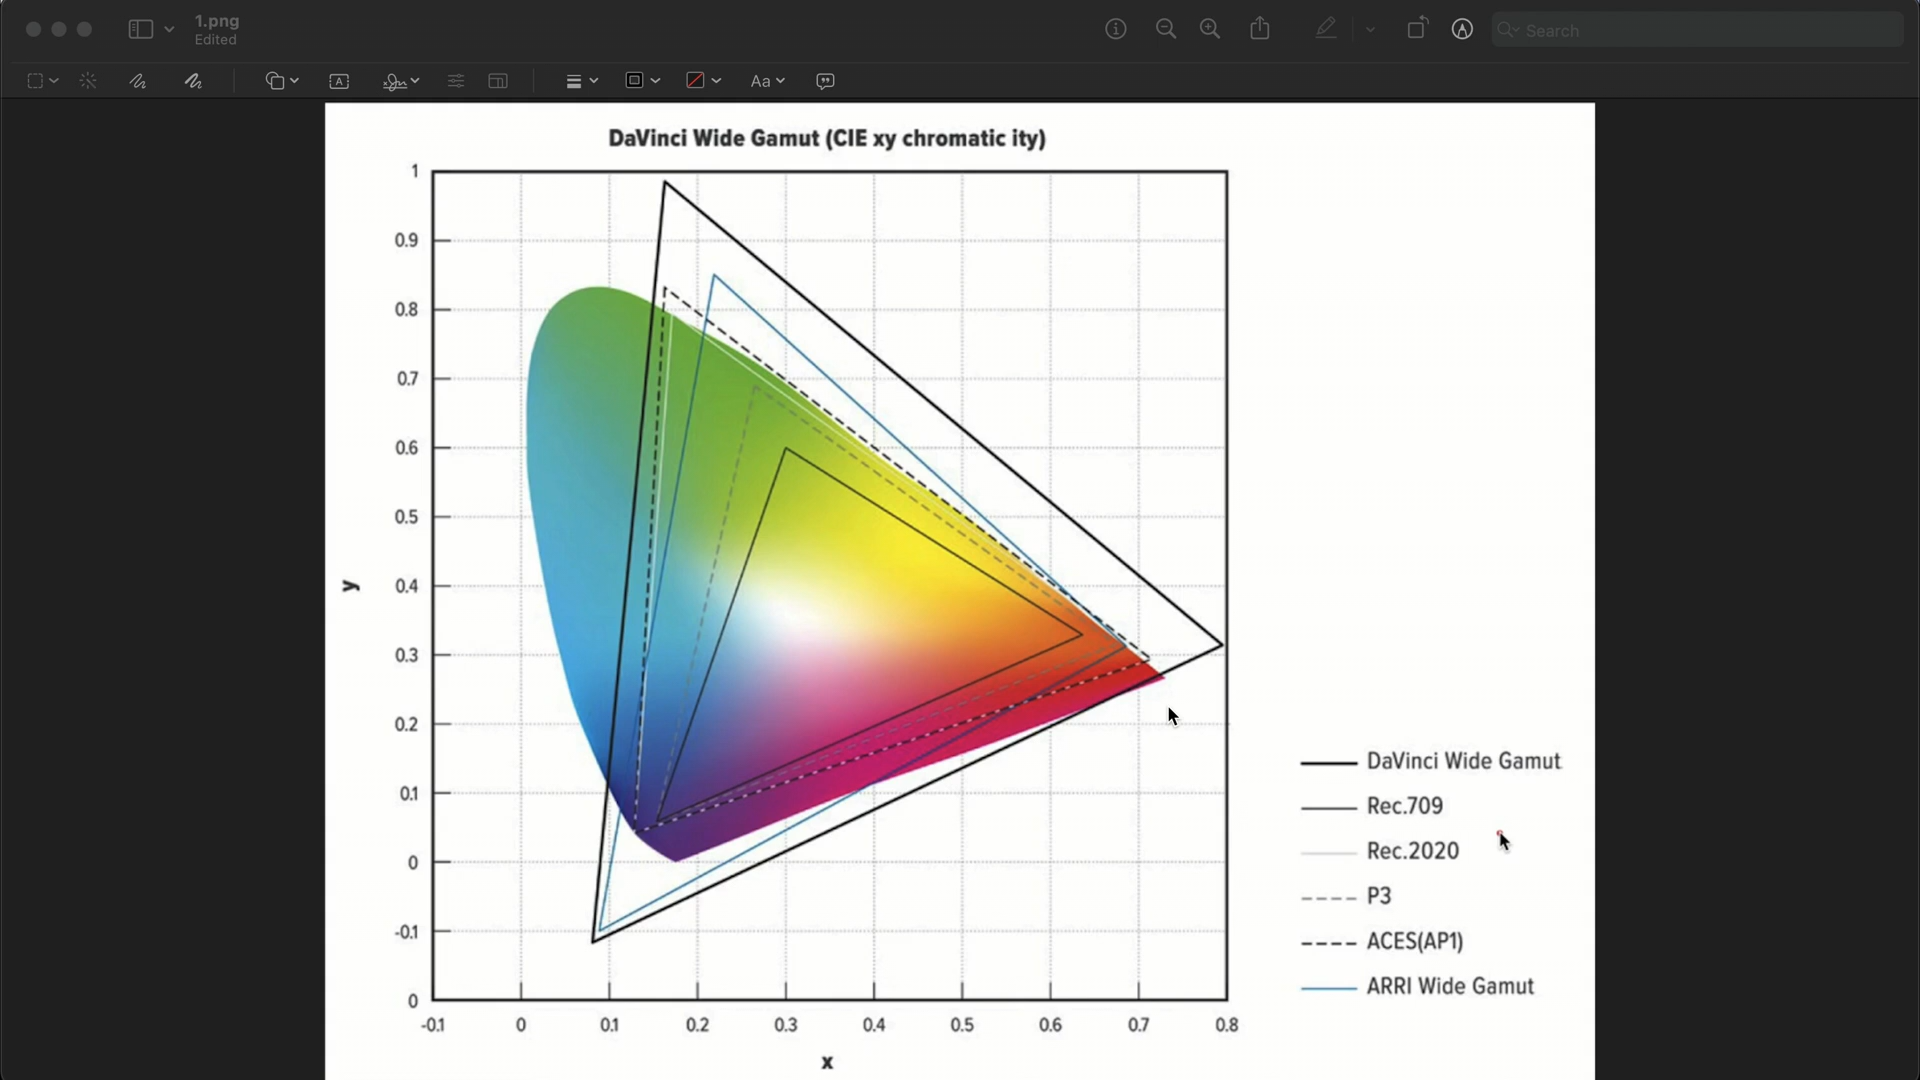 1.png
Edited
Search
A
Aa
DaVinci Wide Gamut (CIE xy chromatic ity)
1
0.9
0.8
0.7
0.6
0.5
0.4
0.3
0.2
0.1
0
-0.1
0
y
-0.1 0 0.1 0.2 0.3 0.4 0.5 0.6 0.7 0.8
x
DaVinci Wide Gamut
Rec.709
Rec.2020
P3
ACES(AP1)
ARRI Wide Gamut